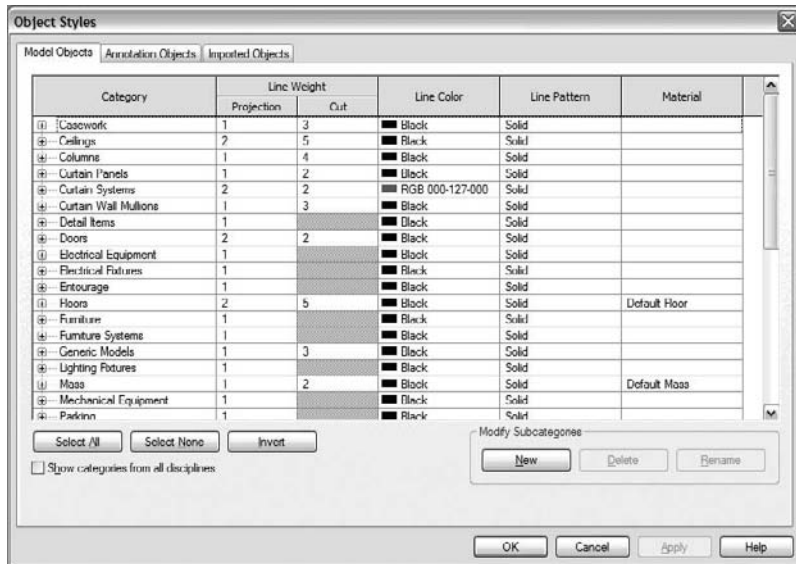 Object Styles
Model Objects Annotation Objects Imported Objects
Category Line Weight Line Color Line Pattern Material
Projection Cut
Casework 1 3 Black Solid
Ceilings 2 5 Black Solid
Columns 1 4 Black Solid
Curtain Panels 1 2 Black Solid
Curtain Systems 2 2 RGB 000-127-000 Solid
Curtain Wall Mullions 1 3 Black Solid
Detail Items 1 Black Solid
Doors 2 2 Black Solid
Electrical Equipment 1 Black Solid
Electrical Fixtures 1 Black Solid
Entourage 1 Black Solid
Floors 2 5 Black Solid Default Floor
Furniture 1 Black Solid
Furniture Systems 1 Black Solid
Generic Models 1 3 Black Solid
Lighting Fixtures 1 Black Solid
Mass 1 2 Black Solid Default Mass
Mechanical Equipment 1 Black Solid
Parking 1 Black Solid
Select All Select None Invert
Show categories from all disciplines
Modify Subcategories
New Delete Rename
OK Cancel Apply Help